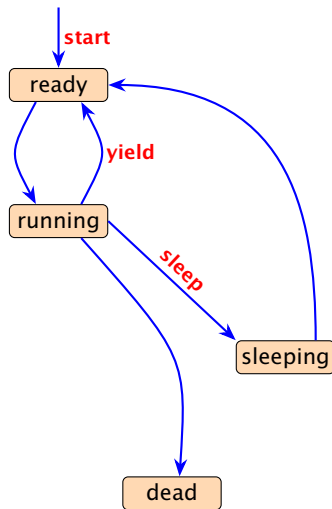 start
ready
yield
running
sleep
sleeping
dead